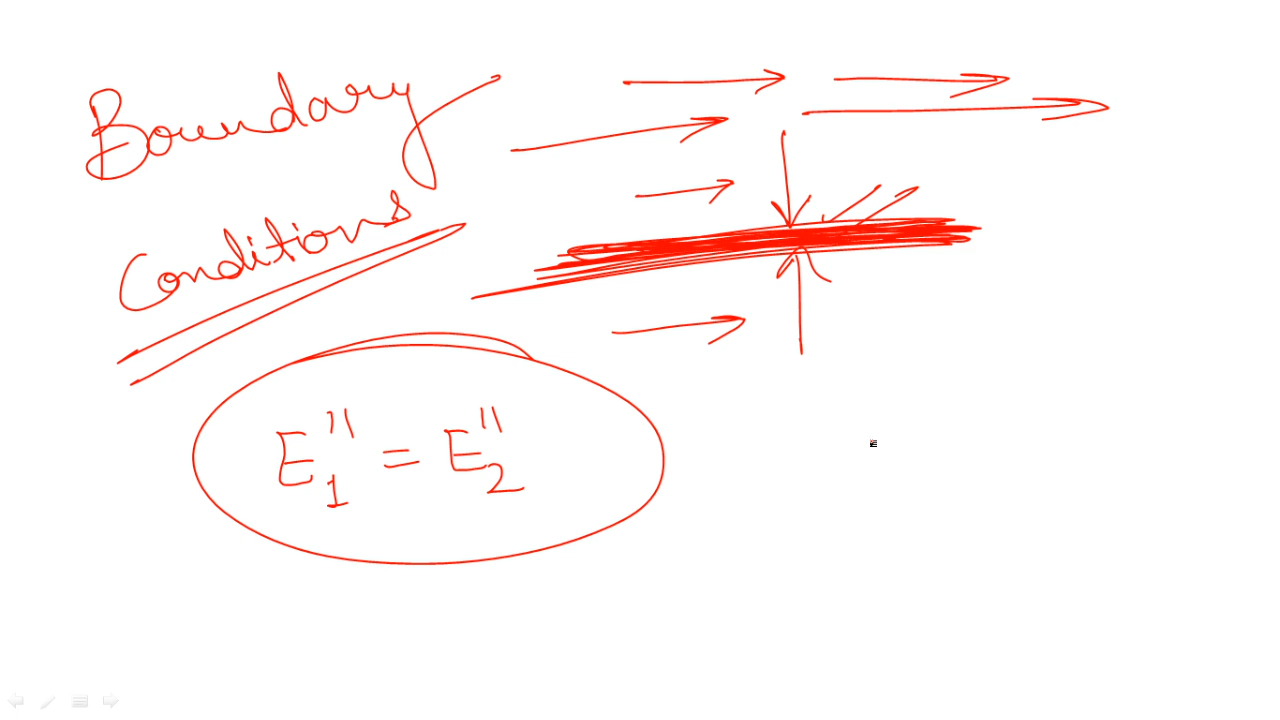 Boundary
Conditions
E₁" = E₂"